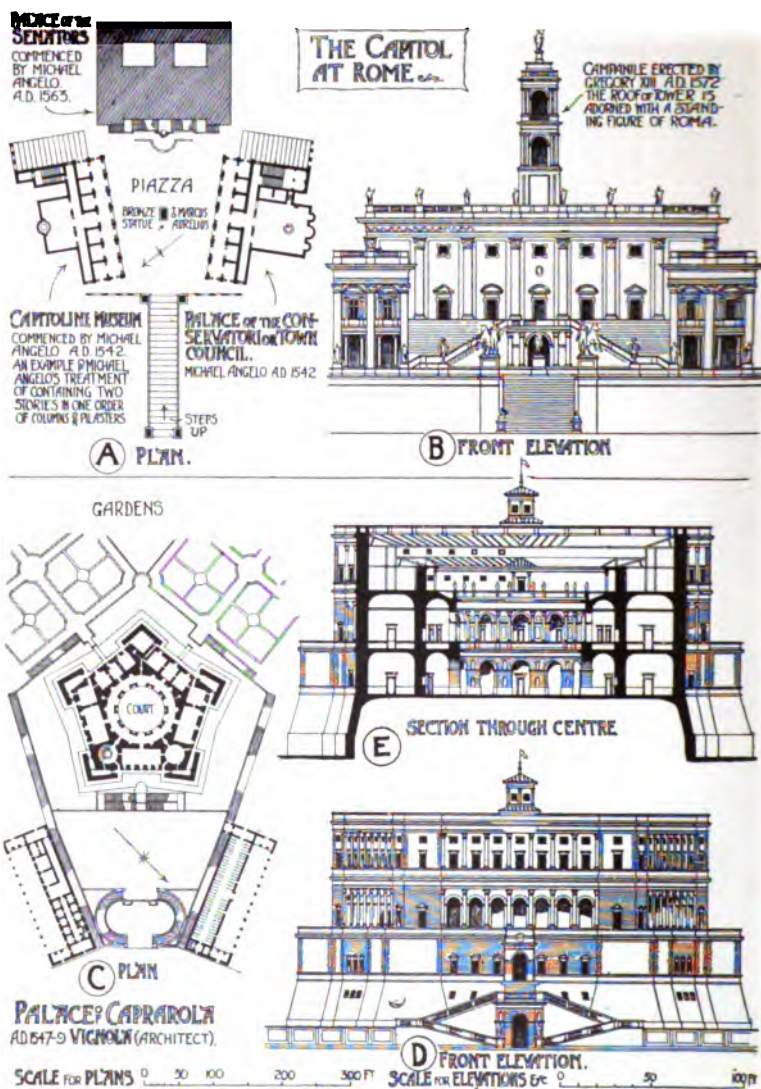 PALACE OF THE
SENATORS
COMMENCED
BY MICHAEL
ANGELO.
A.D. 1563.
THE CAPITOL
AT ROME
CAMPANILE ERECTED BY
GREGORY XIII A.D. 1572
THE ROOF OF TOWER IS
ADORNED WITH A STAND-
ING FIGURE OF ROMA.
PIAZZA
BRONZE
STATUE
OF MARCUS
AURELIUS
CAPITOLINE MUSEUM
COMMENCED BY MICHAEL
ANGELO A.D. 1542.
AN EXAMPLE OF MICHAEL
ANGELO'S TREATMENT
OF CONTAINING TWO
STORIES IN ONE ORDER
OF COLUMNS & PILASTERS
PALACE OF THE CON-
SERVATORI OR TOWN
COUNCIL.
MICHAEL ANGELO A.D 1542
STEPS
UP
A PLAN.
B FRONT ELEVATION
GARDENS
COURT
E SECTION THROUGH CENTRE
C PLAN
PALACE OF CAPRAROLA
A.D.1547-9 VIGNOLA (ARCHITECT).
D FRONT ELEVATION.
SCALE FOR PLANS 0 50 100 200 300 FT
SCALE FOR ELEVATIONS &c 0 50 100 FT